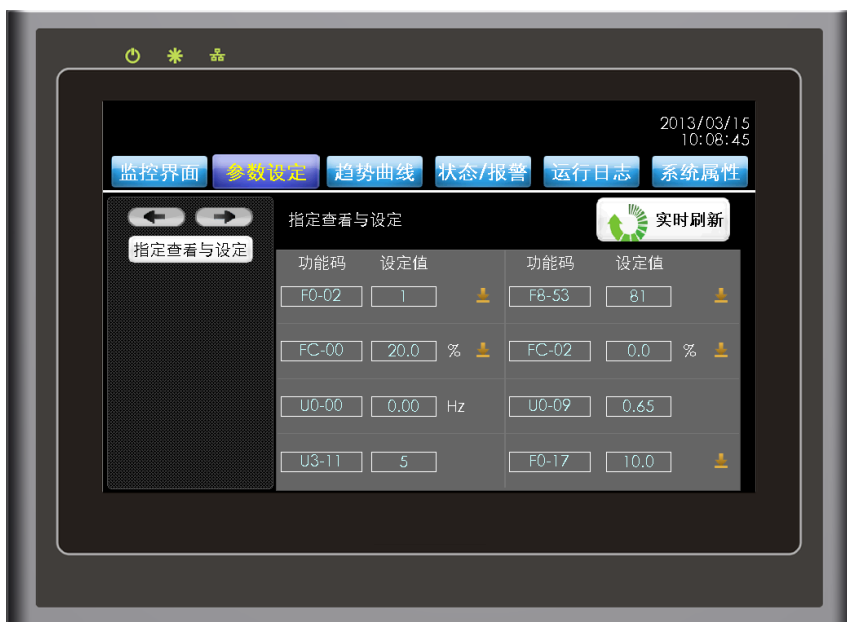 2013/03/15
10:08:45
监控界面 参数设定 趋势曲线 状态/报警 运行日志 系统属性
指定查看与设定 实时刷新
指定查看与设定
功能码 设定值 功能码 设定值
F0-02 1 F8-53 81
FC-00 20.0 % FC-02 0.0 %
U0-00 0.00 Hz U0-09 0.65
U3-11 5 F0-17 10.0